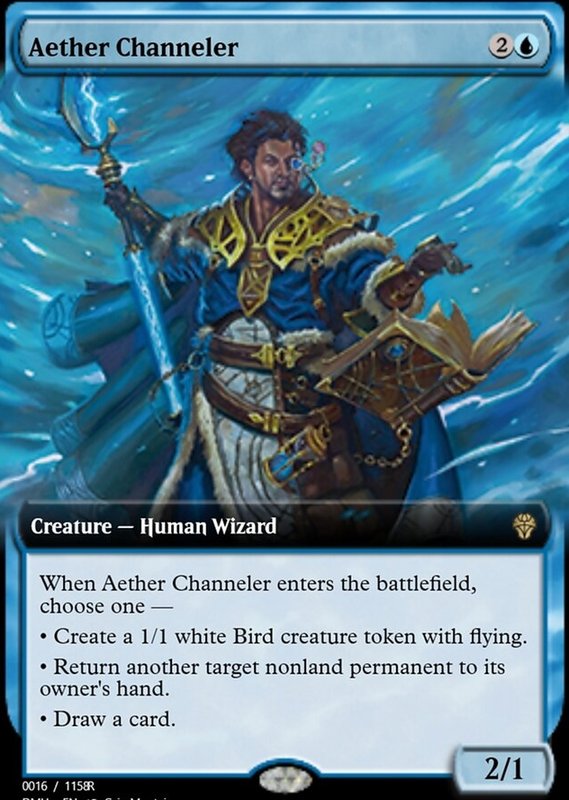 Aether Channeler 2
Creature — Human Wizard
When Aether Channeler enters the battlefield,
choose one —
• Create a 1/1 white Bird creature token with flying.
• Return another target nonland permanent to its
owner's hand.
• Draw a card.
2/1
0016 / 1158R